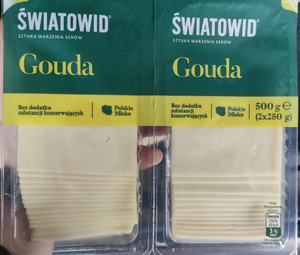 ŚWIATOWID®
SZTUKA WARZENIA SERÓW
Gouda
Bez dodatku
substancji konserwujących
Polskie
Mleko
ŚWIATOWID®
SZTUKA WARZENIA SERÓW
Gouda
Bez dodatku
substancji konserwujących
Polskie
Mleko
500 g e
(2x250 g)